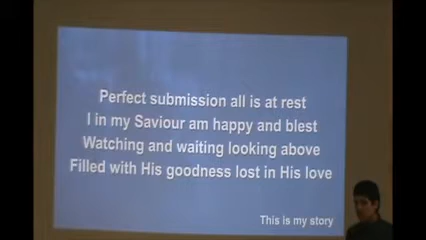 Perfect submission all is at rest
I in my Saviour am happy and blest
Watching and waiting looking above
Filled with His goodness lost in His love
This is my story